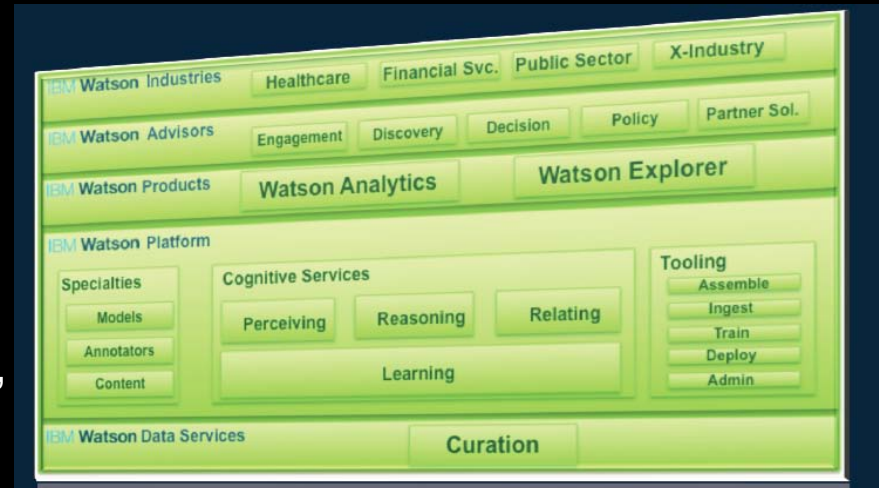 IBM Watson Industries
Healthcare
Financial Svc.
Public Sector
X-Industry
IBM Watson Advisors
Engagement
Discovery
Decision
Policy
Partner Sol.
IBM Watson Products
Watson Analytics
Watson Explorer
IBM Watson Platform
Specialties
Models
Annotators
Content
Cognitive Services
Perceiving
Reasoning
Relating
Learning
Tooling
Assemble
Ingest
Train
Deploy
Admin
IBM Watson Data Services
Curation
,